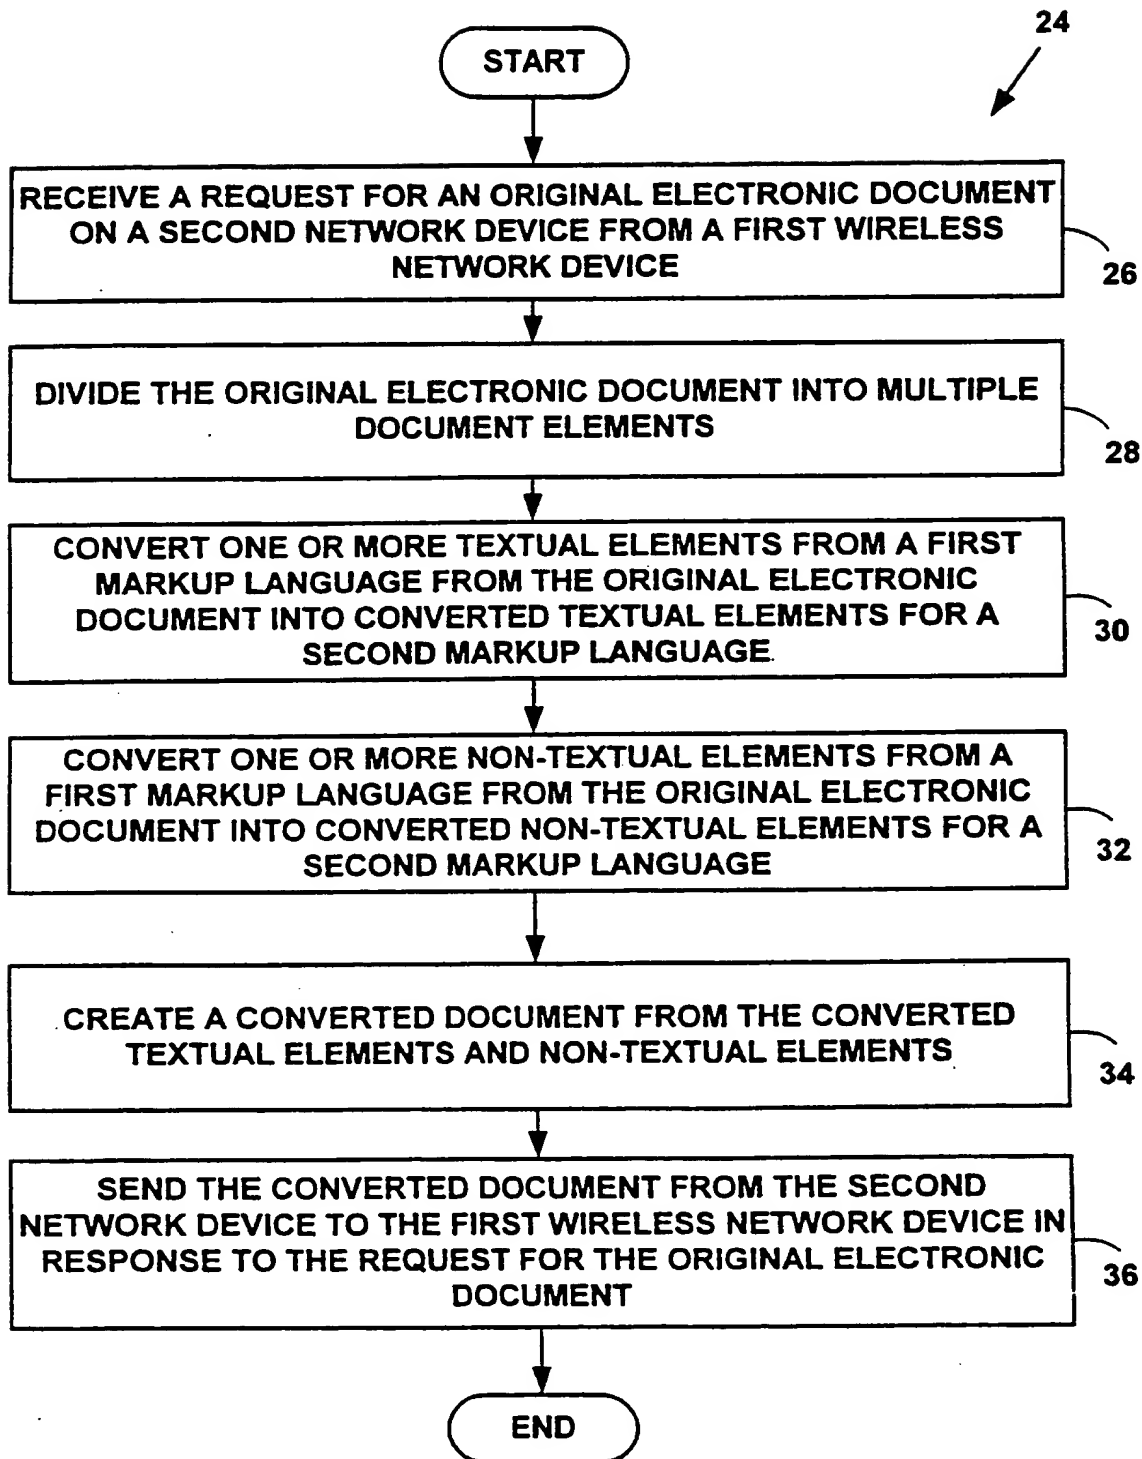 24
START
RECEIVE A REQUEST FOR AN ORIGINAL ELECTRONIC DOCUMENT
ON A SECOND NETWORK DEVICE FROM A FIRST WIRELESS
NETWORK DEVICE
26
DIVIDE THE ORIGINAL ELECTRONIC DOCUMENT INTO MULTIPLE
DOCUMENT ELEMENTS
28
CONVERT ONE OR MORE TEXTUAL ELEMENTS FROM A FIRST
MARKUP LANGUAGE FROM THE ORIGINAL ELECTRONIC
DOCUMENT INTO CONVERTED TEXTUAL ELEMENTS FOR A
SECOND MARKUP LANGUAGE
30
CONVERT ONE OR MORE NON-TEXTUAL ELEMENTS FROM A
FIRST MARKUP LANGUAGE FROM THE ORIGINAL ELECTRONIC
DOCUMENT INTO CONVERTED NON-TEXTUAL ELEMENTS FOR A
SECOND MARKUP LANGUAGE
32
CREATE A CONVERTED DOCUMENT FROM THE CONVERTED
TEXTUAL ELEMENTS AND NON-TEXTUAL ELEMENTS
34
SEND THE CONVERTED DOCUMENT FROM THE SECOND
NETWORK DEVICE TO THE FIRST WIRELESS NETWORK DEVICE IN
RESPONSE TO THE REQUEST FOR THE ORIGINAL ELECTRONIC
DOCUMENT
36
END